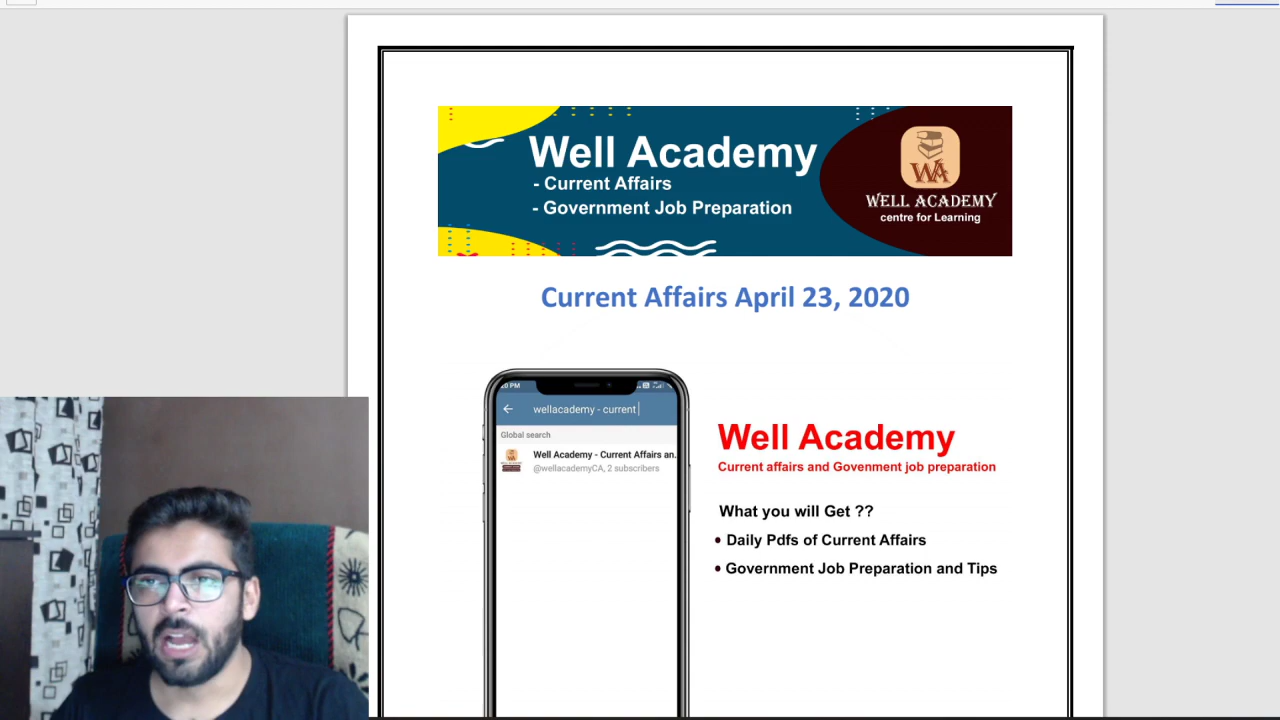 Well Academy
- Current Affairs
- Government Job Preparation
WA
WELL ACADEMY
centre for Learning
Current Affairs April 23, 2020
PM
wellacademy - current
Global search
Well Academy - Current Affairs an.
@wellacademyCA, 2 subscribers
Well Academy
Current affairs and Govenment job preparation
What you will Get ??
• Daily Pdfs of Current Affairs
• Government Job Preparation and Tips